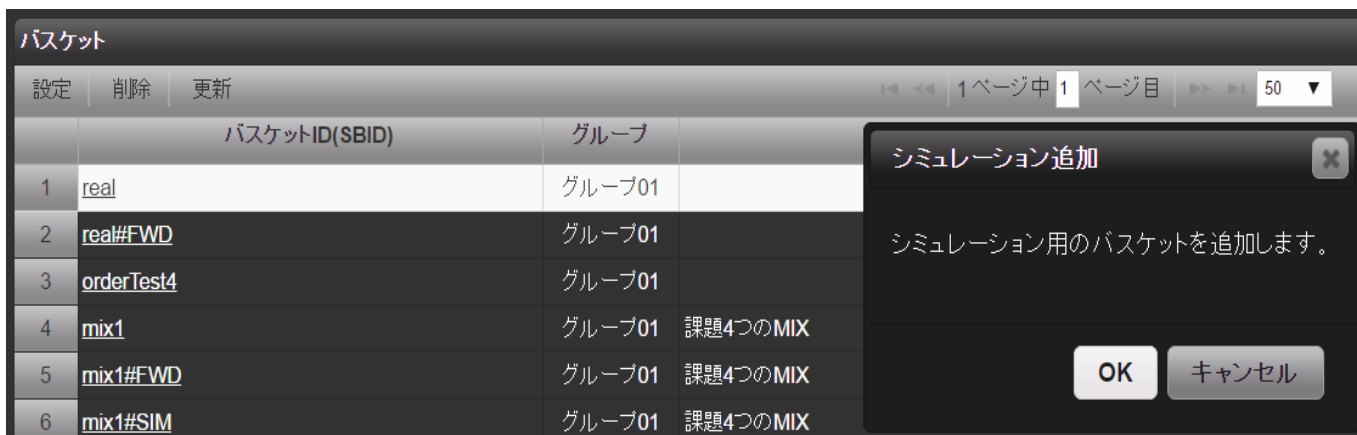 バスケット
設定 削除 更新 1ページ中 1 ページ目 50
バスケットID(SBID) グループ
1 real グループ01
2 real#FWD グループ01
3 orderTest4 グループ01
4 mix1 グループ01 課題4つのMIX
5 mix1#FWD グループ01 課題4つのMIX
6 mix1#SIM グループ01 課題4つのMIX
シミュレーション追加
シミュレーション用のバスケットを追加します。
OK キャンセル